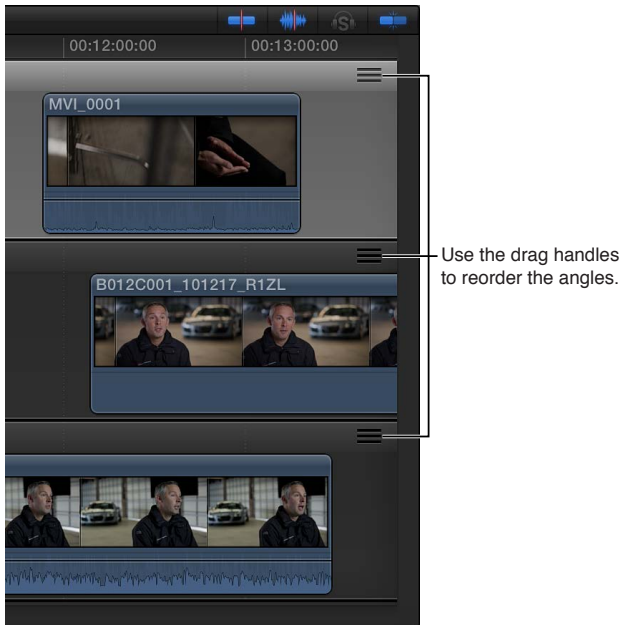 S
00:12:00:00 00:13:00:00
MVI_0001
Use the drag handles
to reorder the angles.
B012C001_101217_R1ZL